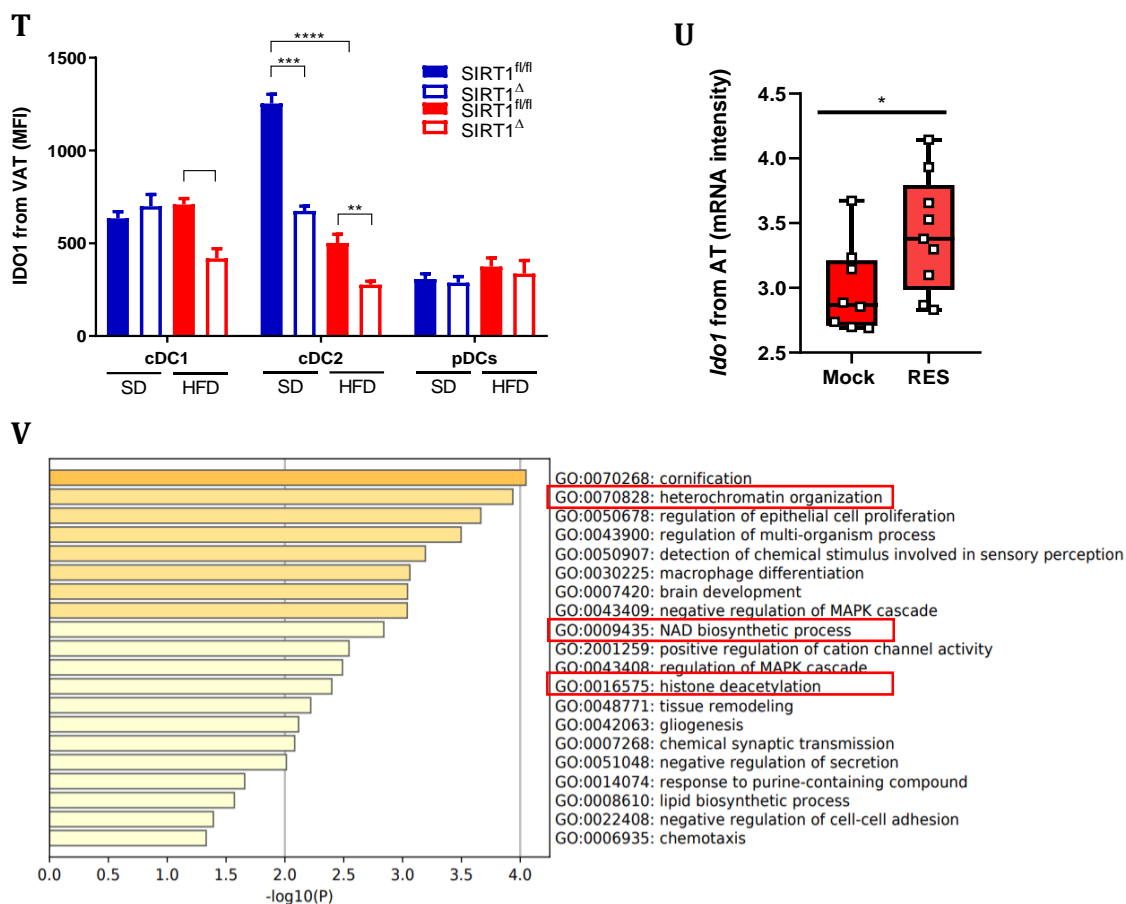 T
IDO1 from VAT (MFI)
1500
1000
500
0
****
***
**
SIRT1fl/fl
SIRT1Δ
SIRT1fl/fl
SIRT1Δ
cDC1
cDC2
pDCs
SD
HFD
SD
HFD
SD
HFD
U
Ido1 from AT (mRNA intensity)
4.5
4.0
3.5
3.0
2.5
*
Mock
RES
V
GO:0070268: cornification
GO:0070828: heterochromatin organization
GO:0050678: regulation of epithelial cell proliferation
GO:0043900: regulation of multi-organism process
GO:0050907: detection of chemical stimulus involved in sensory perception
GO:0030225: macrophage differentiation
GO:0007420: brain development
GO:0043409: negative regulation of MAPK cascade
GO:0009435: NAD biosynthetic process
GO:2001259: positive regulation of cation channel activity
GO:0043408: regulation of MAPK cascade
GO:0016575: histone deacetylation
GO:0048771: tissue remodeling
GO:0042063: gliogenesis
GO:0007268: chemical synaptic transmission
GO:0051048: negative regulation of secretion
GO:0014074: response to purine-containing compound
GO:0008610: lipid biosynthetic process
GO:0022408: negative regulation of cell-cell adhesion
GO:0006935: chemotaxis
0.0 0.5 1.0 1.5 2.0 2.5 3.0 3.5 4.0
-log10(P)